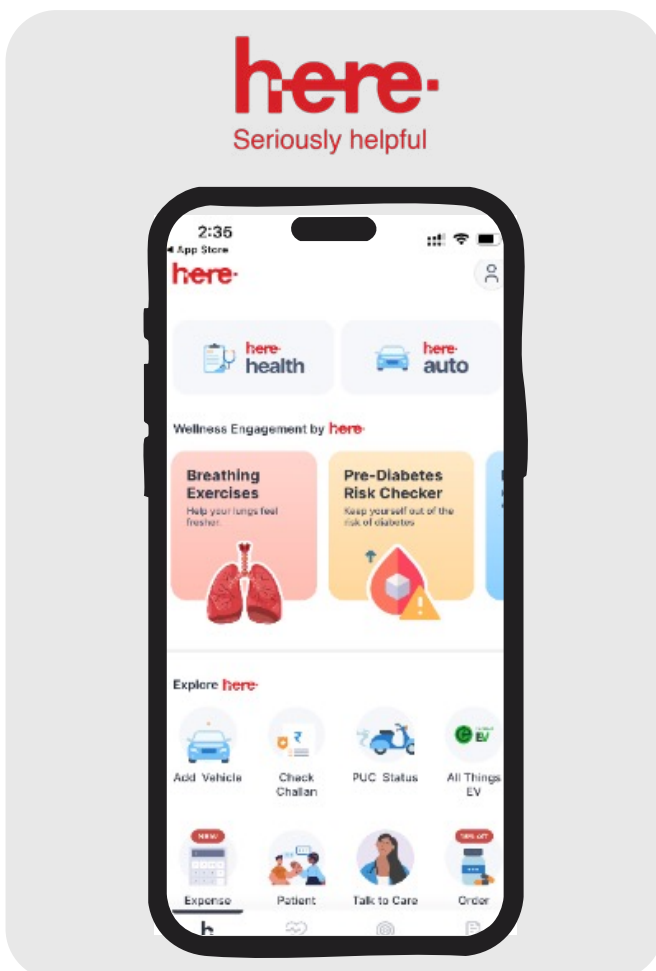 here.
Seriously helpful
2:35
App Store
here.
here.
health
here.
auto
Wellness Engagement by here.
Breathing
Exercises
Help your lungs feel
fresher.
Pre-Diabetes
Risk Checker
Keep yourself out of the
risk of diabetes
Explore here.
Add Vehicle
Check
Challan
PUC Status
All Things
EV
₹
EV
NEW
Expense
Patient
Talk to Care
Order
h